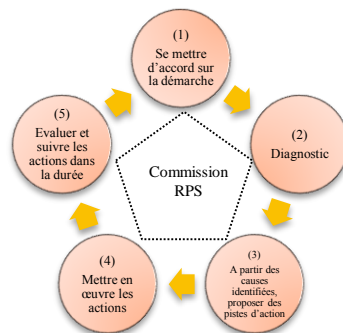 (1)
Se mettre
d'accord sur
la démarche
(2)
Diagnostic
(3)
A partir des
causes
identifiées,
proposer des
pistes d'action
(4)
Mettre en
œuvre les
actions
(5)
Evaluer et
suivre les
actions dans
la durée
Commission
RPS